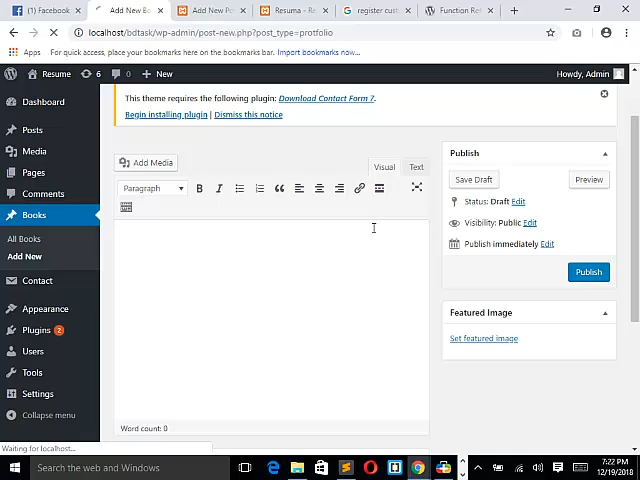 Facebook
Add New Bo
Add New Po
Resuma - Re
register cust
Function Re
localhost/bdtask/wp-admin/post-new.php?post_type=protfolio
Apps
For quick access, place your bookmarks here on the bookmarks bar. Import bookmarks now...
Resume
6
0
New
Howdy, Admin
Dashboard
Posts
Media
Pages
Comments
Books
All Books
Add New
Contact
Appearance
Plugins 2
Users
Tools
Settings
Collapse menu
This theme requires the following plugin: Download Contact Form 7.
Begin installing plugin | Dismiss this notice
Add Media
Visual
Text
Paragraph
B
I
Word count: 0
Publish
Save Draft
Preview
Status: Draft Edit
Visibility: Public Edit
Publish immediately Edit
Publish
Featured Image
Set featured image
Waiting for localhost...
Search the web and Windows
7:22 PM
12/19/2018